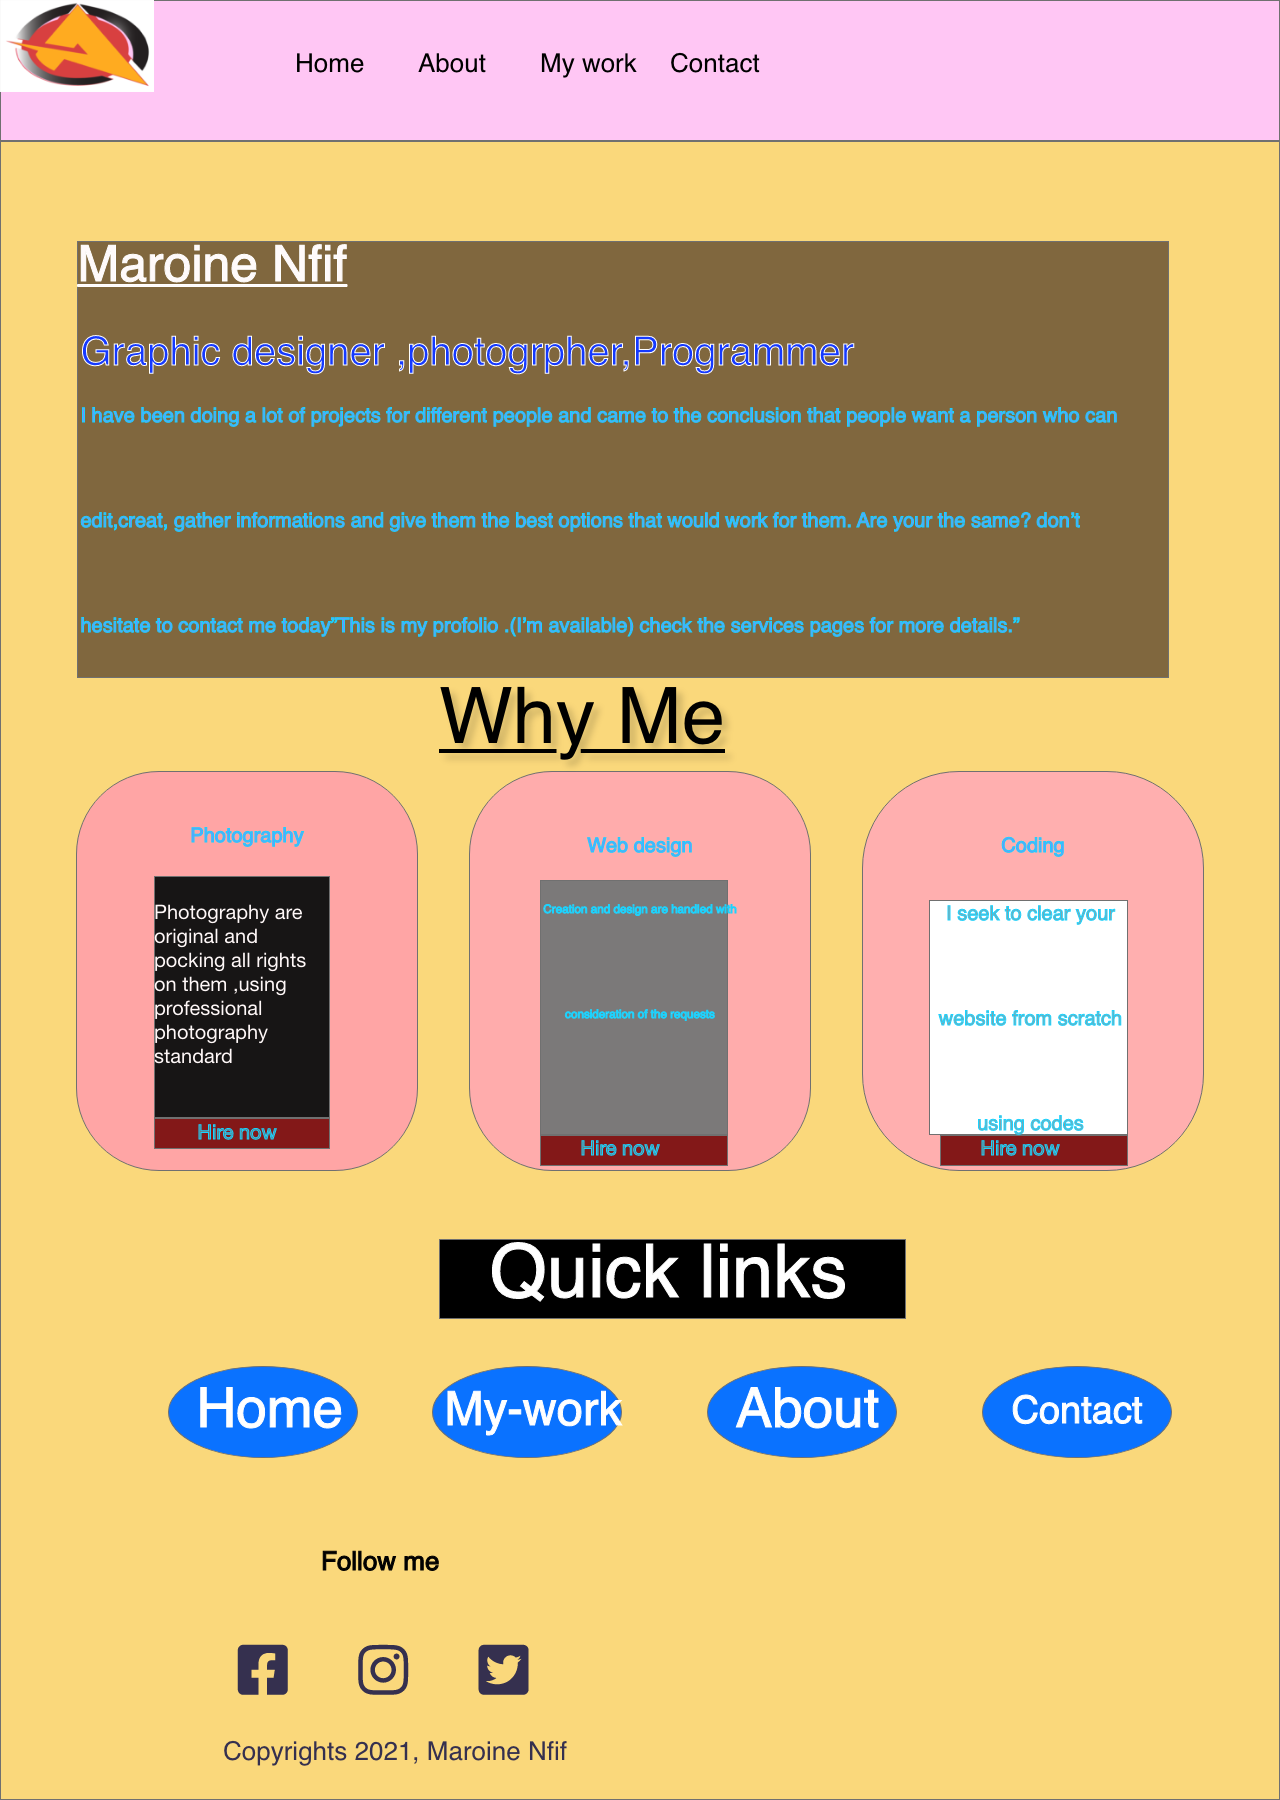 Home About My work Contact
Maroine Nfif
Graphic designer ,photogrpher,Programmer
I have been doing a lot of projects for different people and came to the conclusion that people want a person who can
edit,creat, gather informations and give them the best options that would work for them. Are your the same? don’t
hesitate to contact me today”This is my profolio .(I’m available) check the services pages for more details.”
Why Me
Photography
Photography are
original and
pocking all rights
on them ,using
professional
photography
standard
Hire now
Web design
Creation and design are handled with
consideration of the requests
Hire now
Coding
I seek to clear your
website from scratch
using codes
Hire now
Quick links
Home My-work About Contact
Follow me
Copyrights 2021, Maroine Nfif